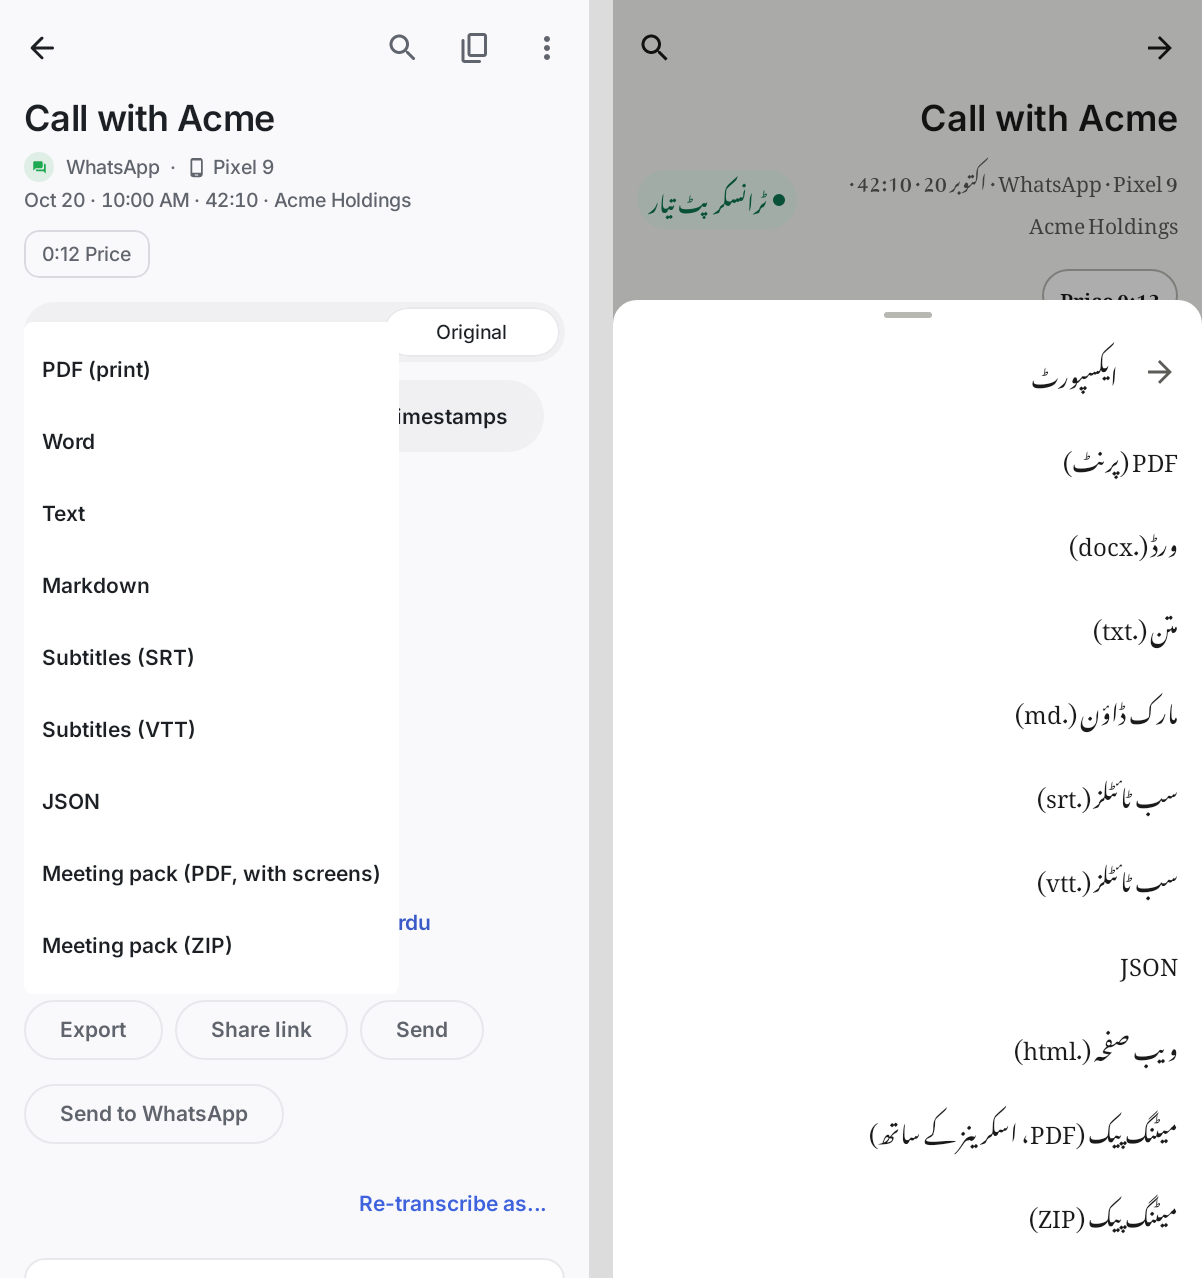 Call with Acme
WhatsApp · Pixel 9
Oct 20 · 10:00 AM · 42:10 · Acme Holdings
0:12 Price
Original
PDF (print)
imestamps
Word
Text
Markdown
Subtitles (SRT)
Subtitles (VTT)
JSON
Meeting pack (PDF, with screens)
rdu
Meeting pack (ZIP)
Export
Share link
Send
Send to WhatsApp
Re-transcribe as...
Call with Acme
WhatsApp · Pixel 9 · اکتوبر 20 · 42:10 ·
Acme Holdings
ٹرانسکرپٹ تیار
Price 0:12
ایکسپورٹ
PDF (پرنٹ)
ورڈ (.docx)
متن (.txt)
مارک ڈاؤن (.md)
سب ٹائٹلز (.srt)
سب ٹائٹلز (.vtt)
JSON
ویب صفحہ (.html)
میٹنگ پیک (PDF، اسکرینز کے ساتھ)
میٹنگ پیک (ZIP)